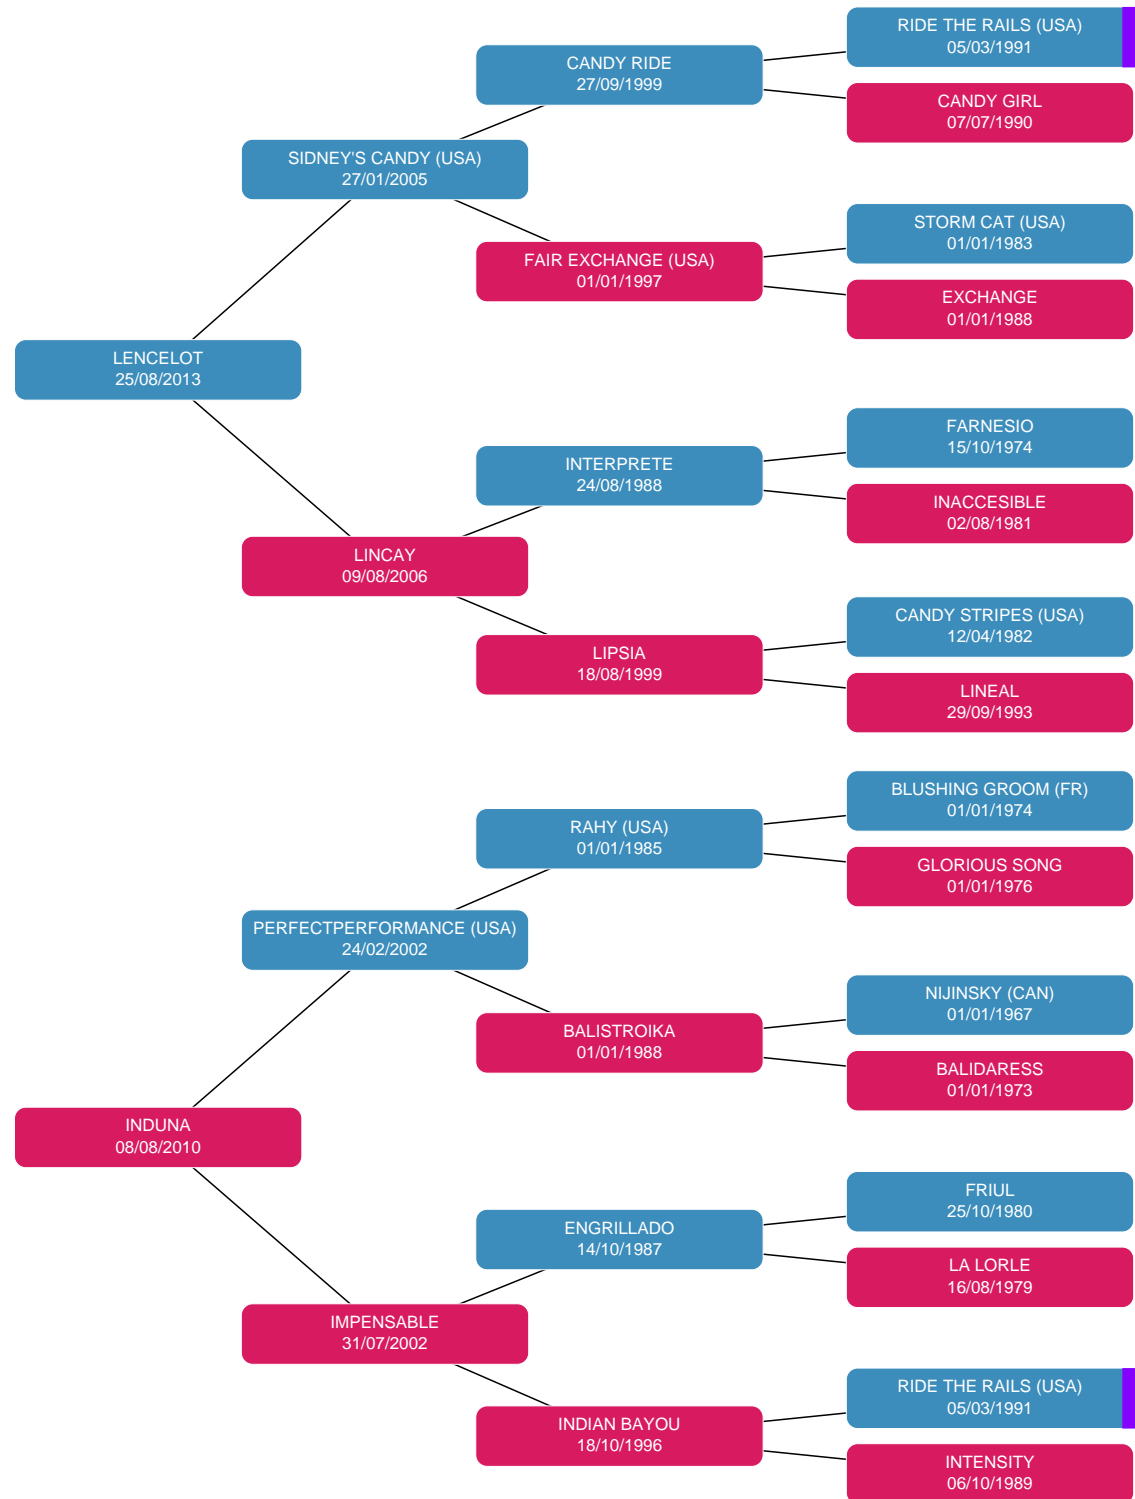 RIDE THE RAILS (USA)
05/03/1991
CANDY RIDE
27/09/1999
CANDY GIRL
07/07/1990
SIDNEY'S CANDY (USA)
27/01/2005
STORM CAT (USA)
01/01/1983
FAIR EXCHANGE (USA)
01/01/1997
EXCHANGE
01/01/1988
LENCELOT
25/08/2013
FARNESIO
15/10/1974
INTERPRETE
24/08/1988
INACCESIBLE
02/08/1981
LINCAY
09/08/2006
CANDY STRIPES (USA)
12/04/1982
LIPSIA
18/08/1999
LINEAL
29/09/1993
BLUSHING GROOM (FR)
01/01/1974
RAHY (USA)
01/01/1985
GLORIOUS SONG
01/01/1976
PERFECTPERFORMANCE (USA)
24/02/2002
NIJINSKY (CAN)
01/01/1967
BALISTROIKA
01/01/1988
BALIDARESS
01/01/1973
INDUNA
08/08/2010
FRIUL
25/10/1980
ENGRILLADO
14/10/1987
LA LORLE
16/08/1979
IMPENSABLE
31/07/2002
RIDE THE RAILS (USA)
05/03/1991
INDIAN BAYOU
18/10/1996
INTENSITY
06/10/1989